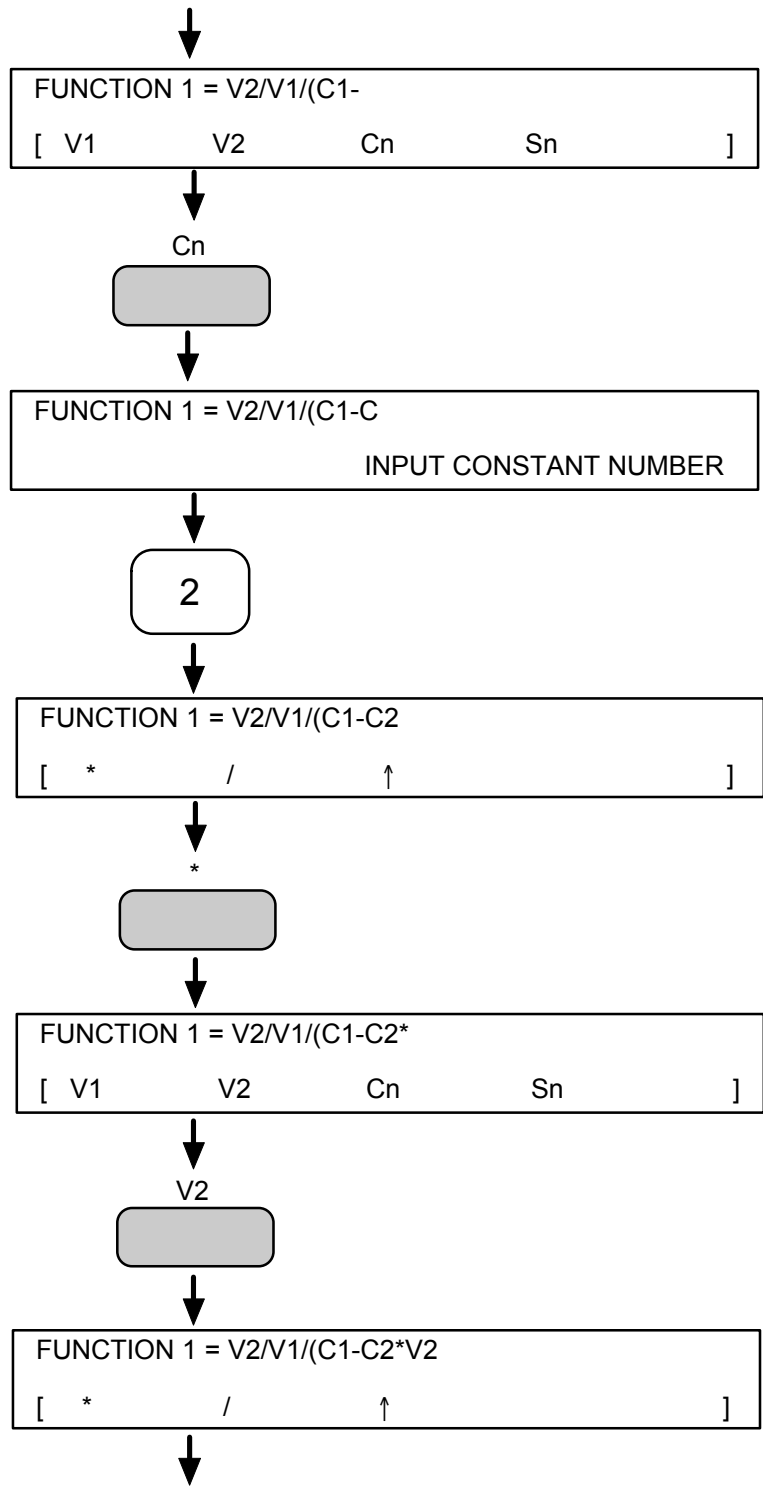 FUNCTION 1 = V2/V1/(C1-
[ V1 V2 Cn Sn ]
Cn
FUNCTION 1 = V2/V1/(C1-C
INPUT CONSTANT NUMBER
2
FUNCTION 1 = V2/V1/(C1-C2
[ * / ↑ ]
*
FUNCTION 1 = V2/V1/(C1-C2*
[ V1 V2 Cn Sn ]
V2
FUNCTION 1 = V2/V1/(C1-C2*V2
[ * / ↑ ]